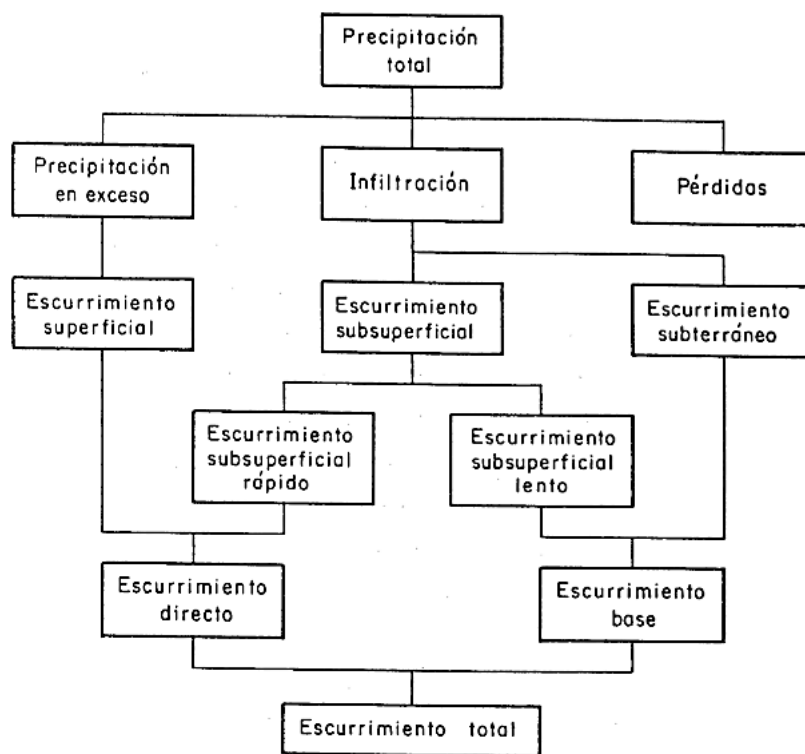 Precipitación
total
Precipitación
en exceso
Infiltración
Pérdidas
Escurrimiento
superficial
Escurrimiento
subsuperficial
Escurrimiento
subterráneo
Escurrimiento
subsuperficial
rápido
Escurrimiento
subsuperficial
lento
Escurrimiento
directo
Escurrimiento
base
Escurrimiento total